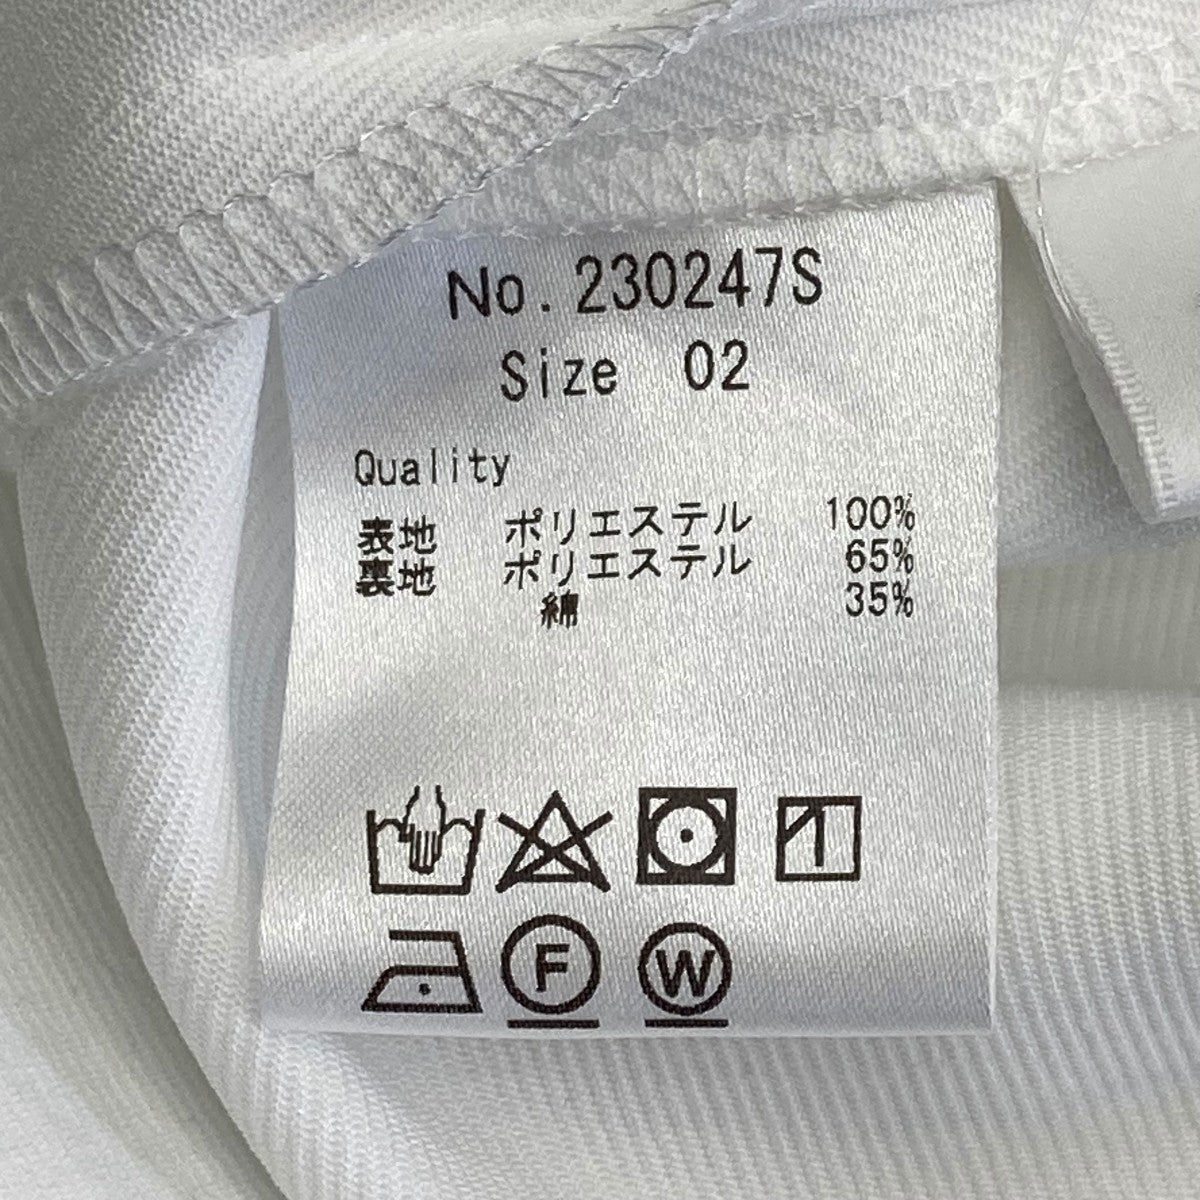 No.230247S
Size 02
Quality
表地 ポリエステル 100%
裏地 ポリエステル 65%
綿 35%
F W